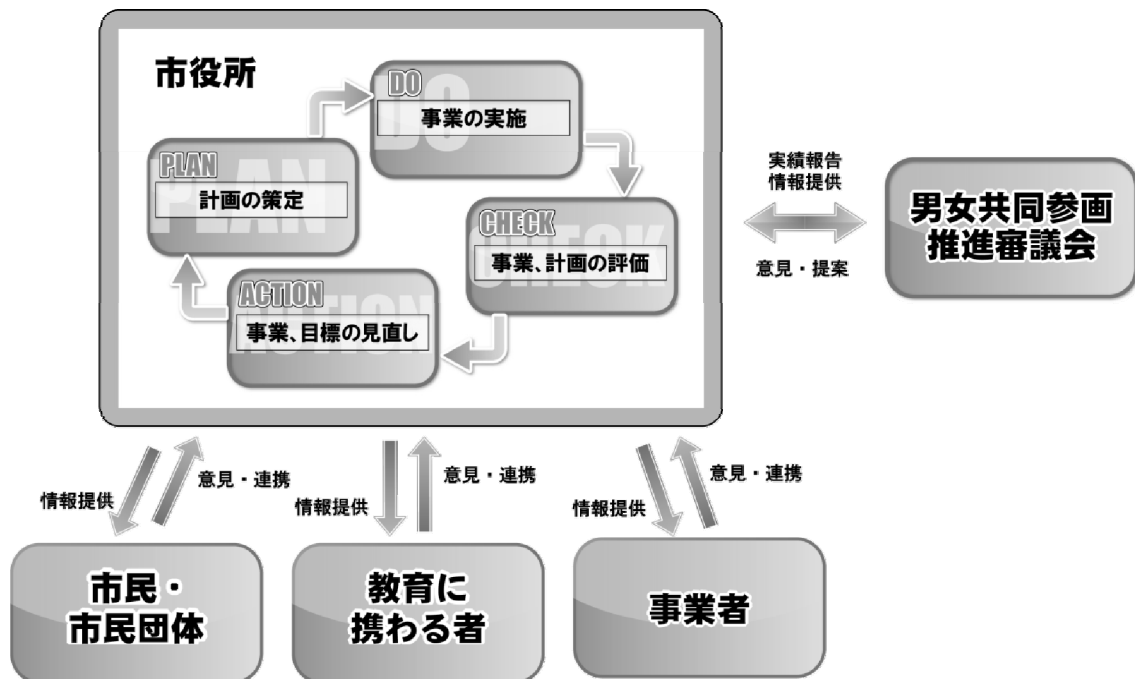 市役所
DO
事業の実施
PLAN
計画の策定
CHECK
事業、計画の評価
ACTION
事業、目標の見直し
実績報告
情報提供
意見・提案
男女共同参画
推進審議会
情報提供
意見・連携
情報提供
意見・連携
情報提供
意見・連携
市民・
市民団体
教育に
携わる者
事業者